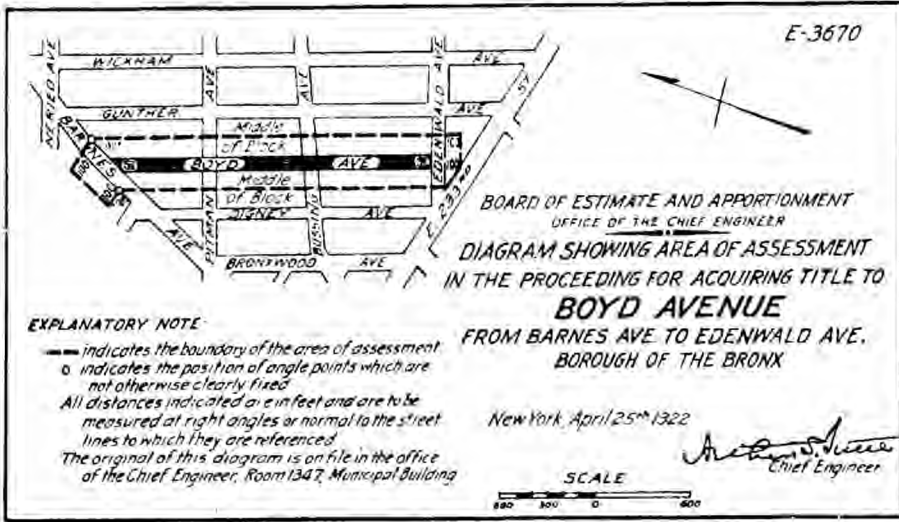 E-3670
NEREID AVE
WICKHAM AVE
AVE
AVE
EDENWALD AVE
GUNTHER AVE
ST
BARNES
Middle
of Block
BOYD AVE
Middle
of Block
DIGNEY AVE
AVE
PITMAN
BUSSING
E. 233RD
BRONXWOOD AVE
BOARD OF ESTIMATE AND APPORTIONMENT
OFFICE OF THE CHIEF ENGINEER
DIAGRAM SHOWING AREA OF ASSESSMENT
IN THE PROCEEDING FOR ACQUIRING TITLE TO
BOYD AVENUE
FROM BARNES AVE. TO EDENWALD AVE.
BOROUGH OF THE BRONX
EXPLANATORY NOTE
indicates the boundary of the area of assessment
o indicates the position of angle points which are
not otherwise clearly fixed
All distances indicated are in feet and are to be
measured at right angles or normal to the street
lines to which they are referenced
The original of this diagram is on file in the office
of the Chief Engineer, Room 1347, Municipal Building
New York, April 25th 1922
Chief Engineer
SCALE
600 300 0 600